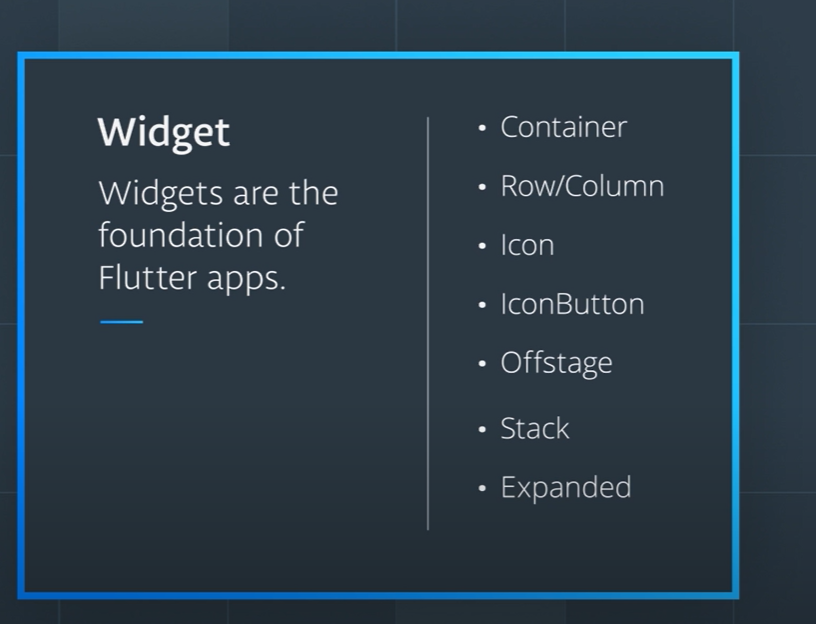 Widget
Widgets are the
foundation of
Flutter apps.
• Container
• Row/Column
• Icon
• IconButton
• Offstage
• Stack
• Expanded